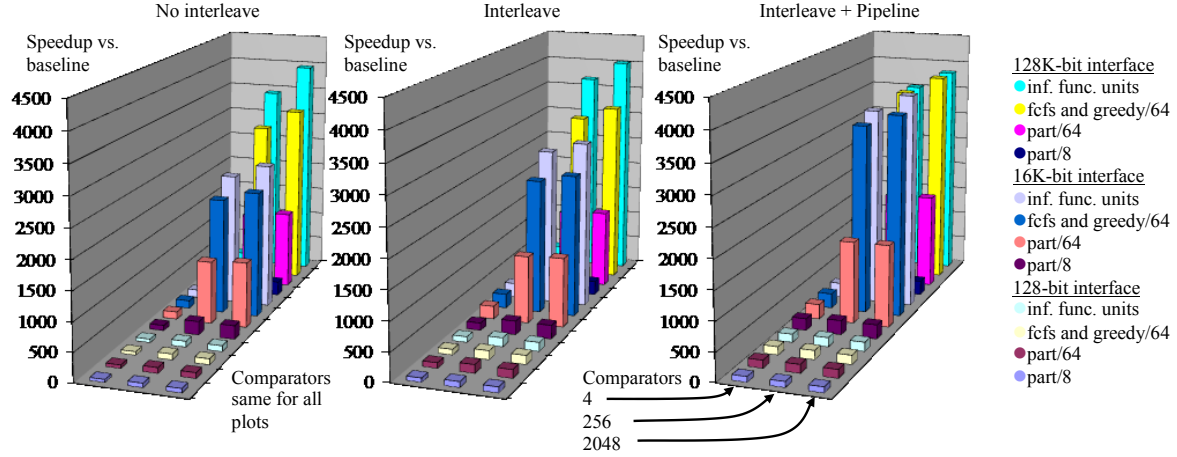 No interleave
Interleave
Interleave + Pipeline
Speedup vs.
baseline
4500
4000
3500
3000
2500
2000
1500
1000
500
0
Comparators
same for all
plots
Speedup vs.
baseline
4500
4000
3500
3000
2500
2000
1500
1000
500
0
Speedup vs.
baseline
4500
4000
3500
3000
2500
2000
1500
1000
500
0
Comparators
4
256
2048
128K-bit interface
inf. func. units
fcfs and greedy/64
part/64
part/8
16K-bit interface
inf. func. units
fcfs and greedy/64
part/64
part/8
128-bit interface
inf. func. units
fcfs and greedy/64
part/64
part/8